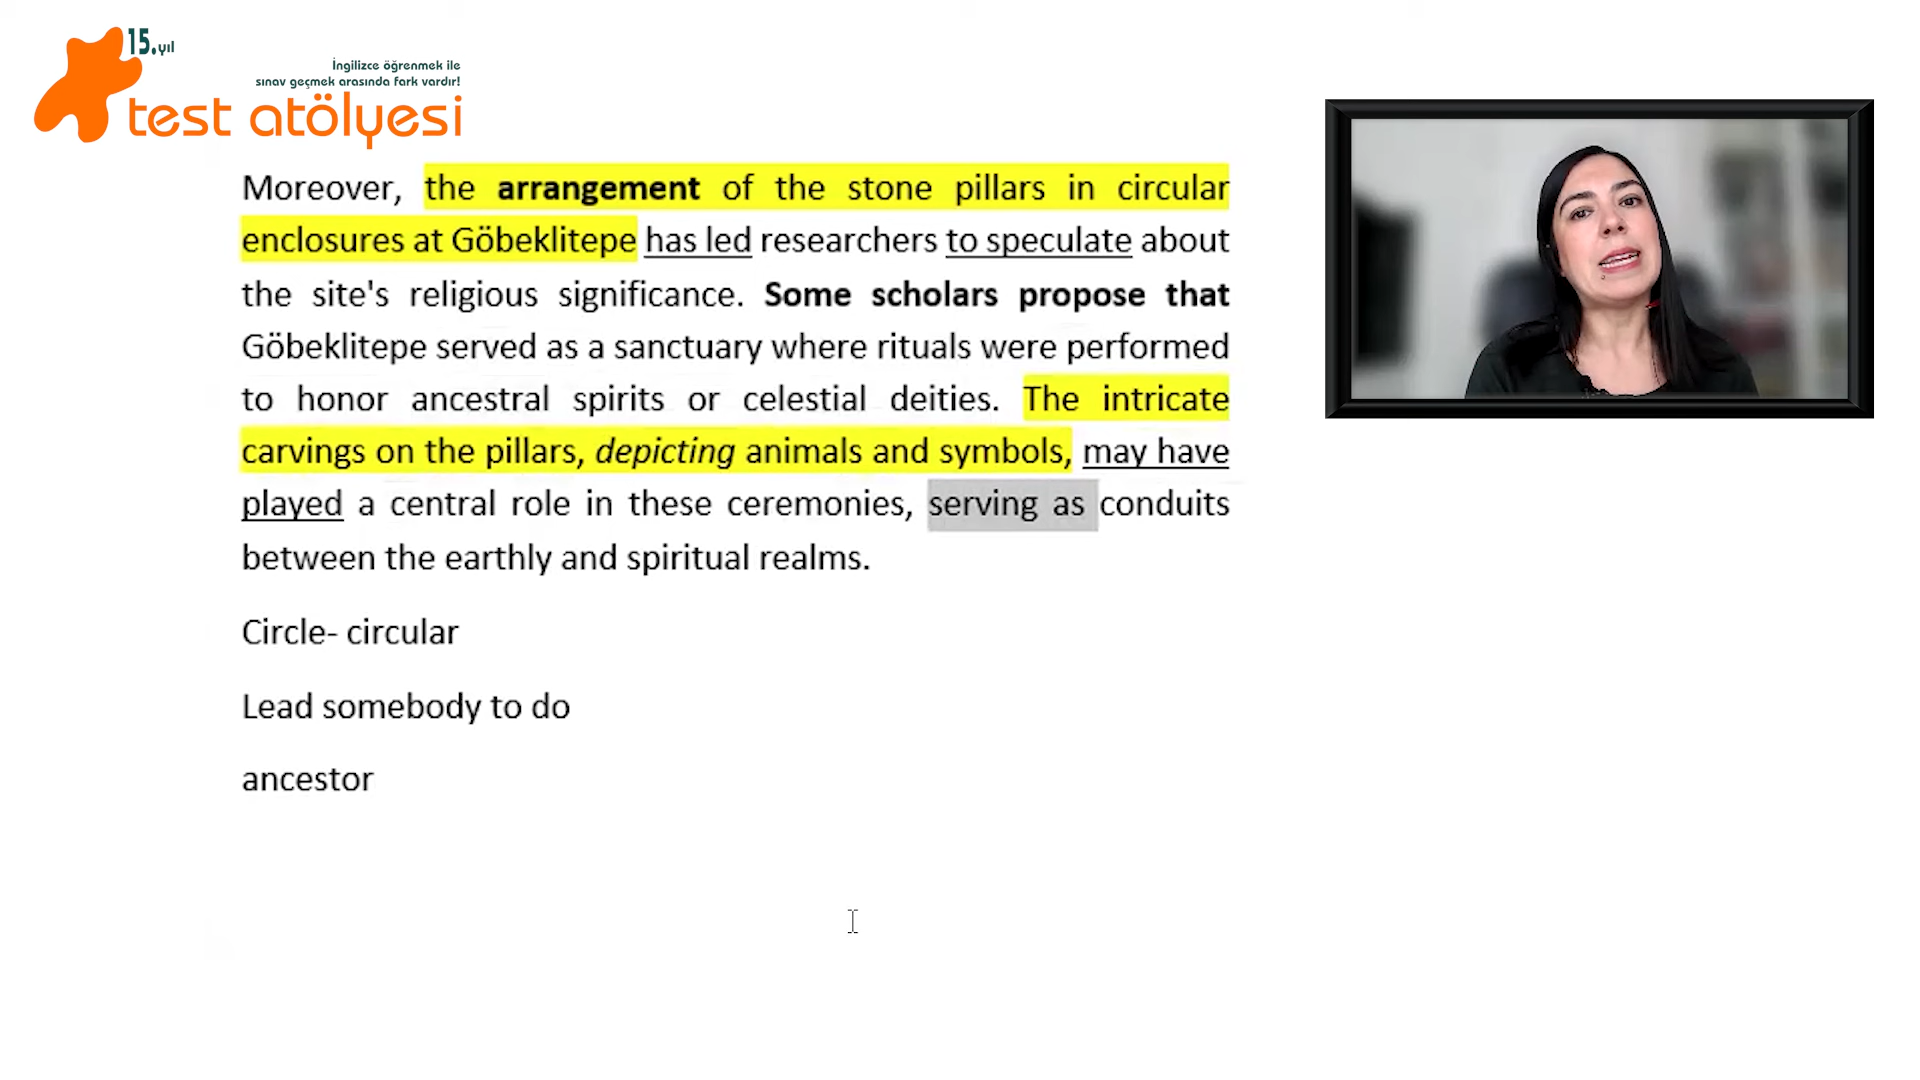 15.yıl
İngilizce öğrenmek ile
sınav geçmek arasında fark vardır!
test atölyesi
Moreover, the arrangement of the stone pillars in circular
enclosures at Göbeklitepe has led researchers to speculate about
the site's religious significance. Some scholars propose that
Göbeklitepe served as a sanctuary where rituals were performed
to honor ancestral spirits or celestial deities. The intricate
carvings on the pillars, depicting animals and symbols, may have
played a central role in these ceremonies, serving as conduits
between the earthly and spiritual realms.
Circle- circular
Lead somebody to do
ancestor